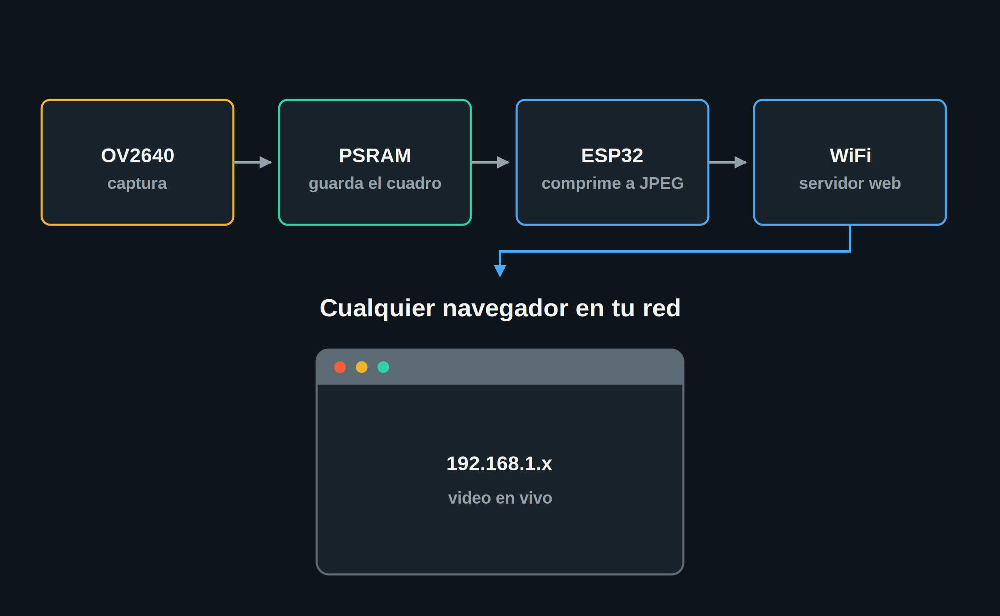 OV2640
captura
PSRAM
guarda el cuadro
ESP32
comprime a JPEG
WiFi
servidor web
Cualquier navegador en tu red
192.168.1.x
video en vivo